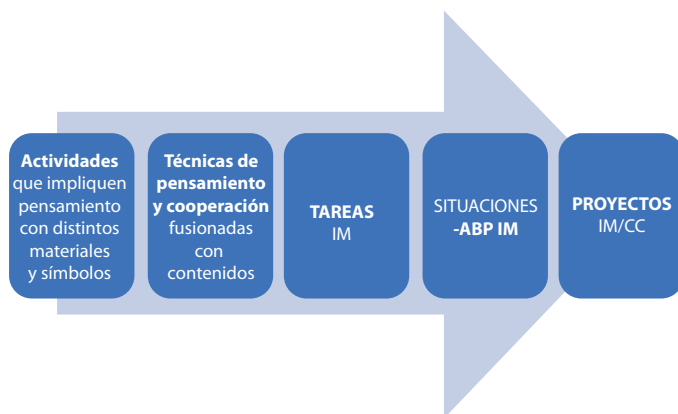 Actividades
que impliquen
pensamiento
con distintos
materiales
y símbolos
Técnicas de
pensamiento
y cooperación
fusionadas
con
contenidos
TAREAS
IM
SITUACIONES
-ABP IM
PROYECTOS
IM/CC